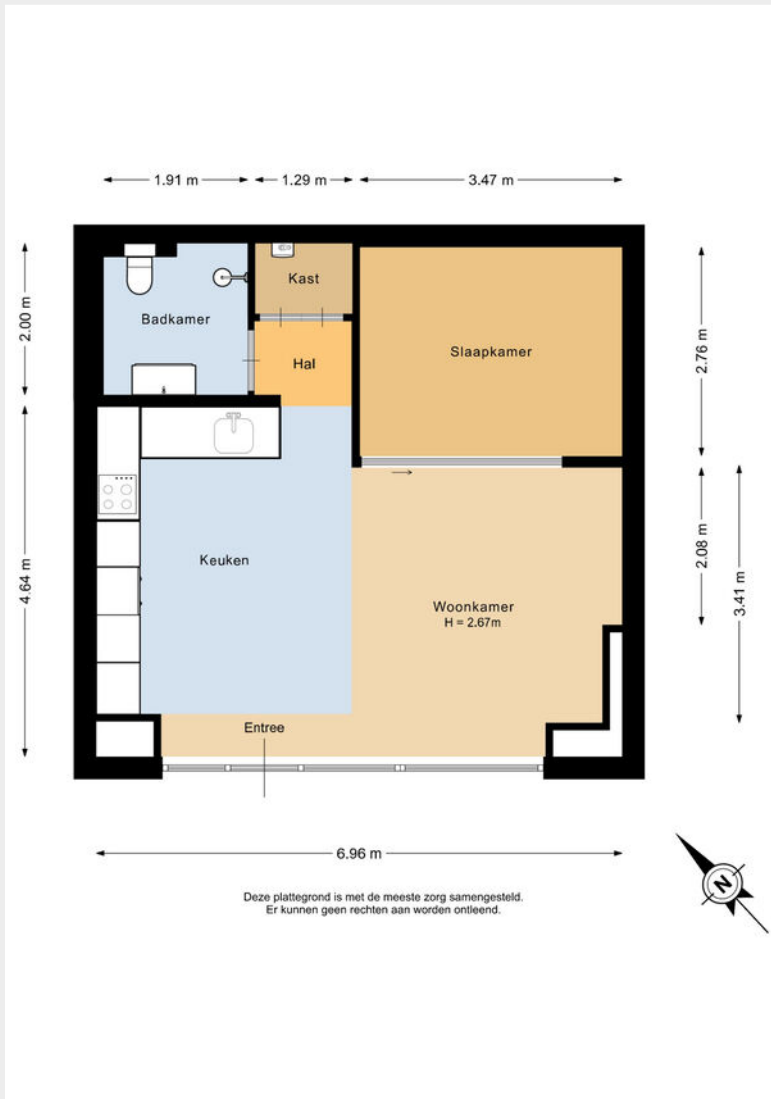 1.91 m
1.29 m
3.47 m
2.00 m
Kast
Badkamer
2.76 m
Slaapkamer
Hal
4.64 m
Keuken
2.08 m
3.41 m
Woonkamer
H = 2.67m
Entree
6.96 m
N
Deze plattegrond is met de meeste zorg samengesteld.
Er kunnen geen rechten aan worden ontleend.